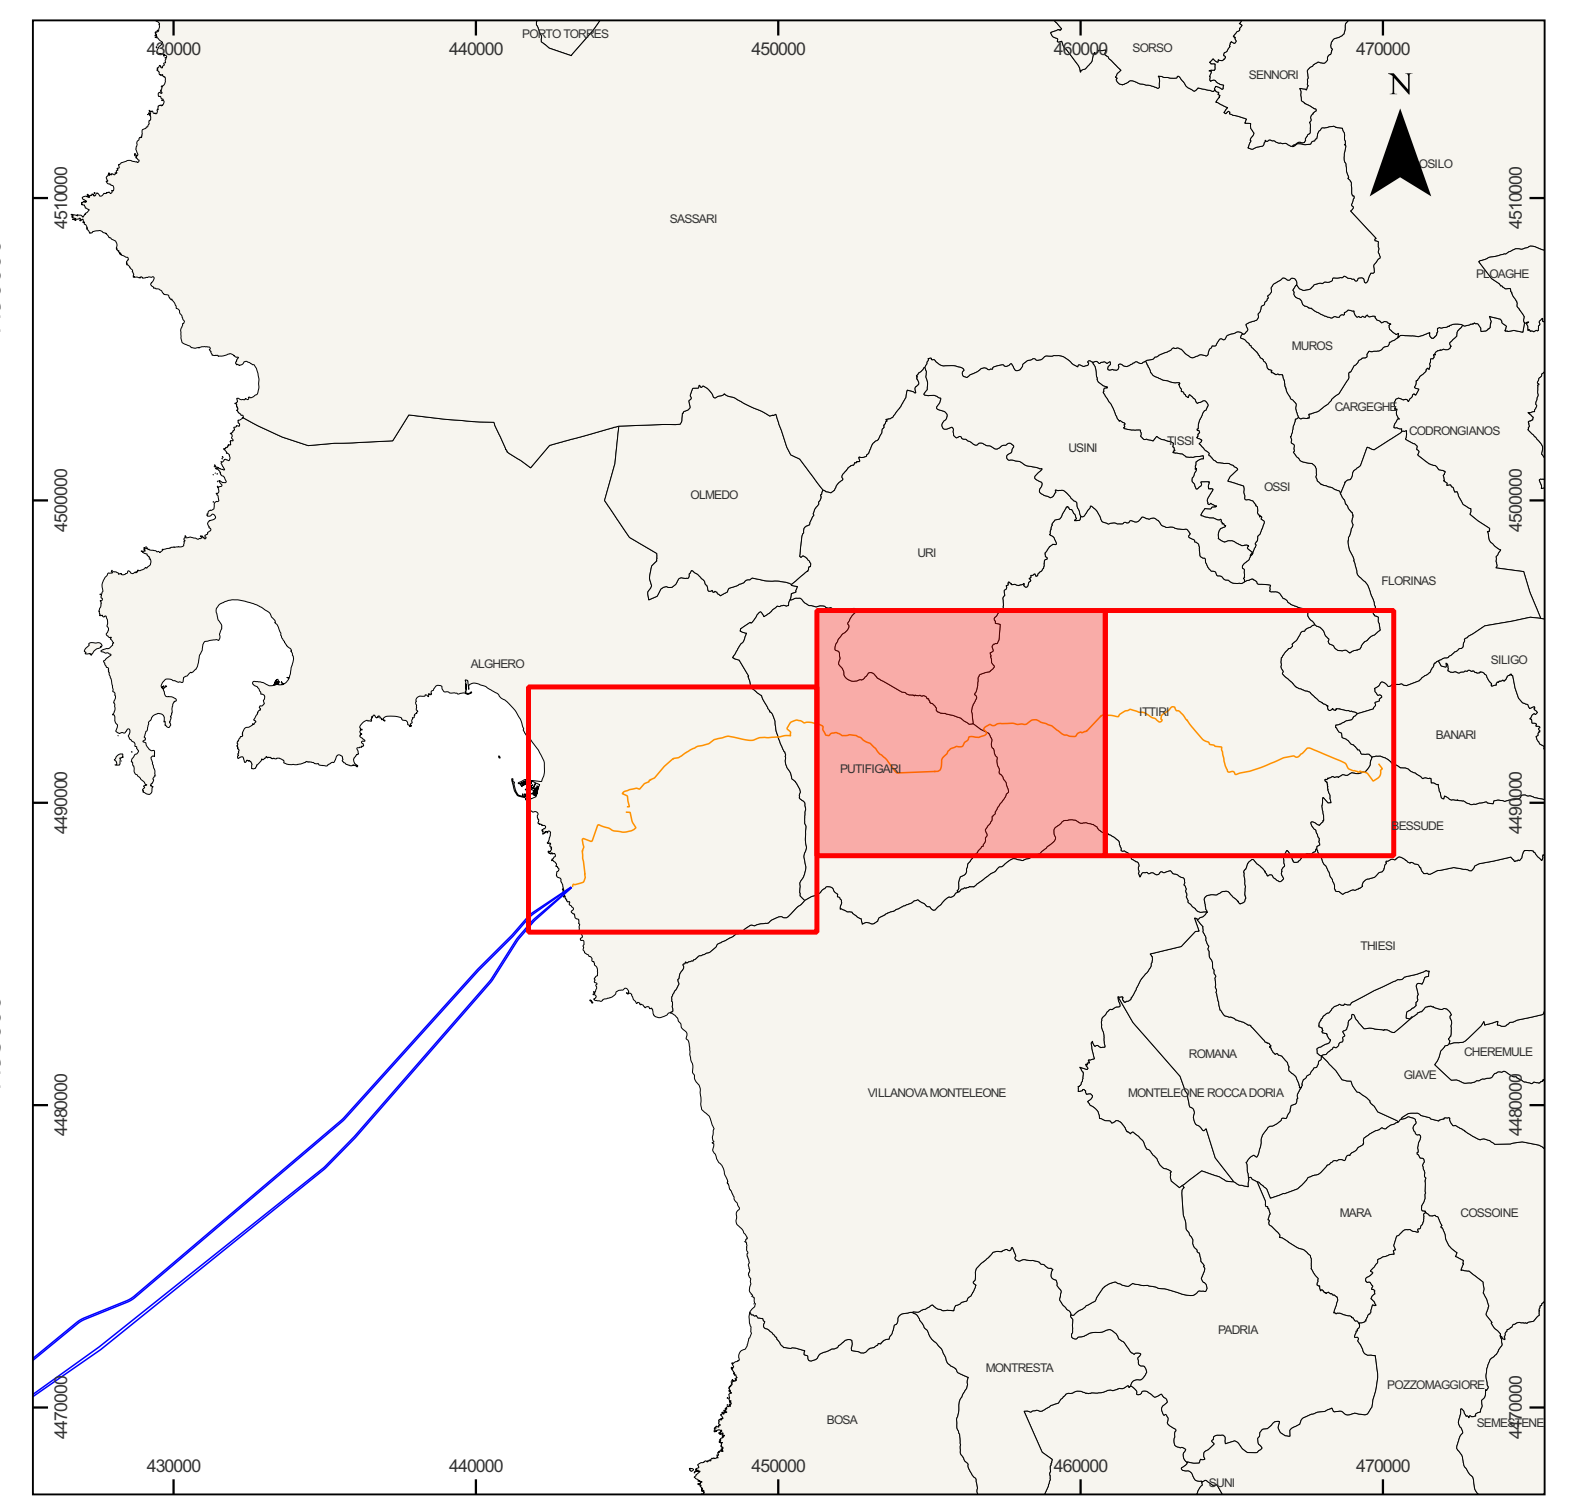 PORTO TORRES
430000 440000 450000 460000 470000
SORSO
SENNORI
N
OSILO
4510000 4510000
SASSARI
PLOAGHE
MUROS
CARGEGHE
CODRONGIANOS
TISSI
USINI
OSSI
OLMEDO
4500000 4500000
URI
FLORINAS
SILIGO
ALGHERO
ITTIRI
BANARI
PUTIFIGARI
4490000 4490000
BESSUDE
THIESI
ROMANA
CHEREMULE
GIAVE
VILLANOVA MONTELEONE
MONTELEONE ROCCA DORIA
4480000 4480000
MARA
COSSOINE
PADRIA
MONTRESTA
POZZOMAGGIORE
4470000 4470000
BOSA
SEMESTENE
430000 440000 450000 460000 470000
SUNI